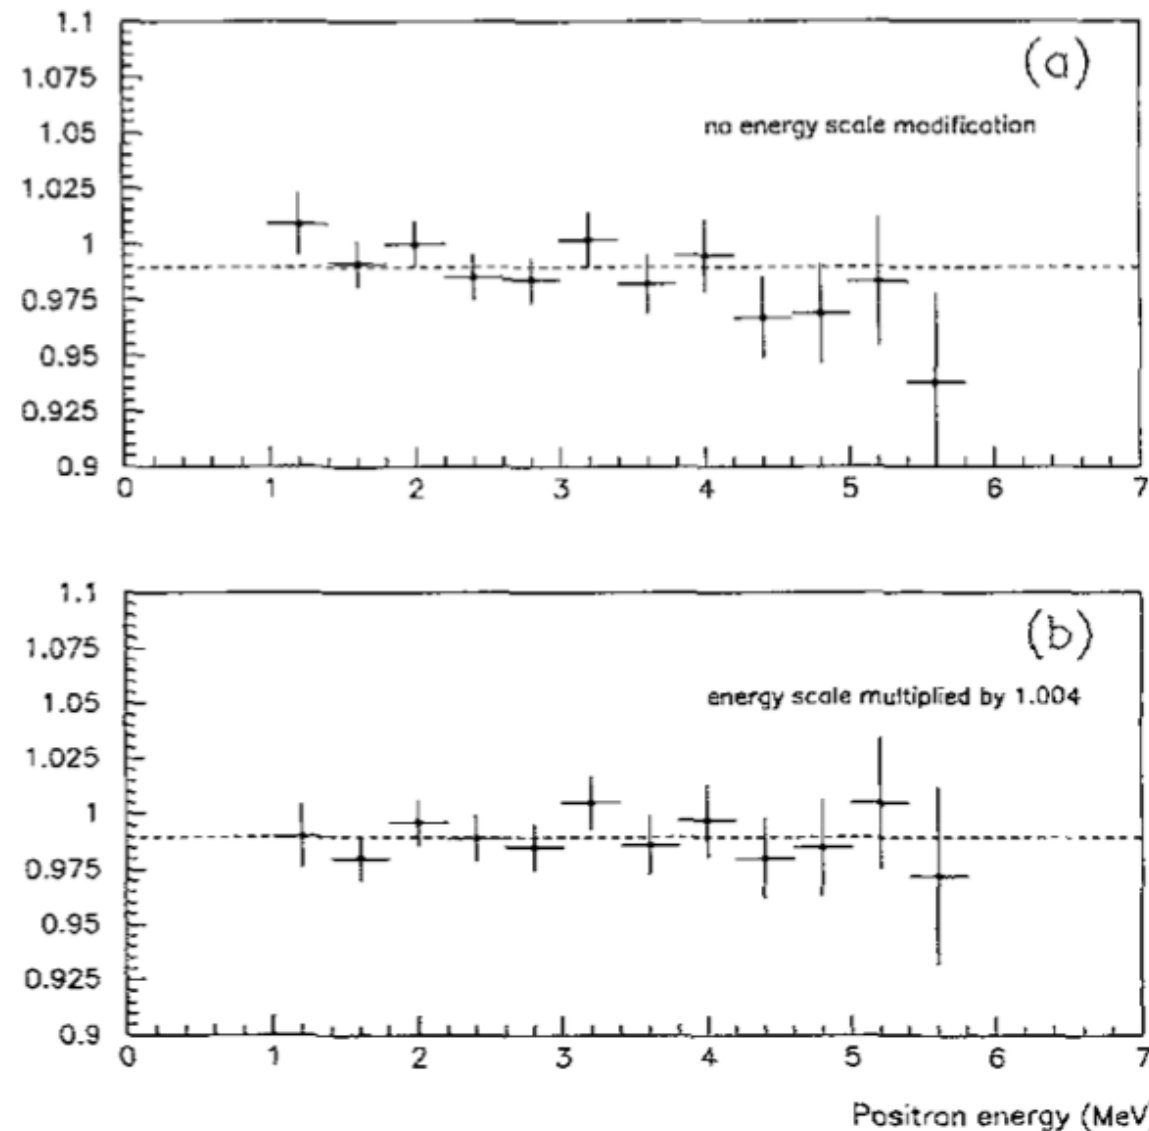 1.1
(a)
1.075
1.05
no energy scale modification
1.025
1
0.975
0.95
0.925
0.9
0 1 2 3 4 5 6 7
1.1
(b)
1.075
1.05
energy scale multiplied by 1.004
1.025
1
0.975
0.95
0.925
0.9
0 1 2 3 4 5 6 7
Positron energy (MeV)